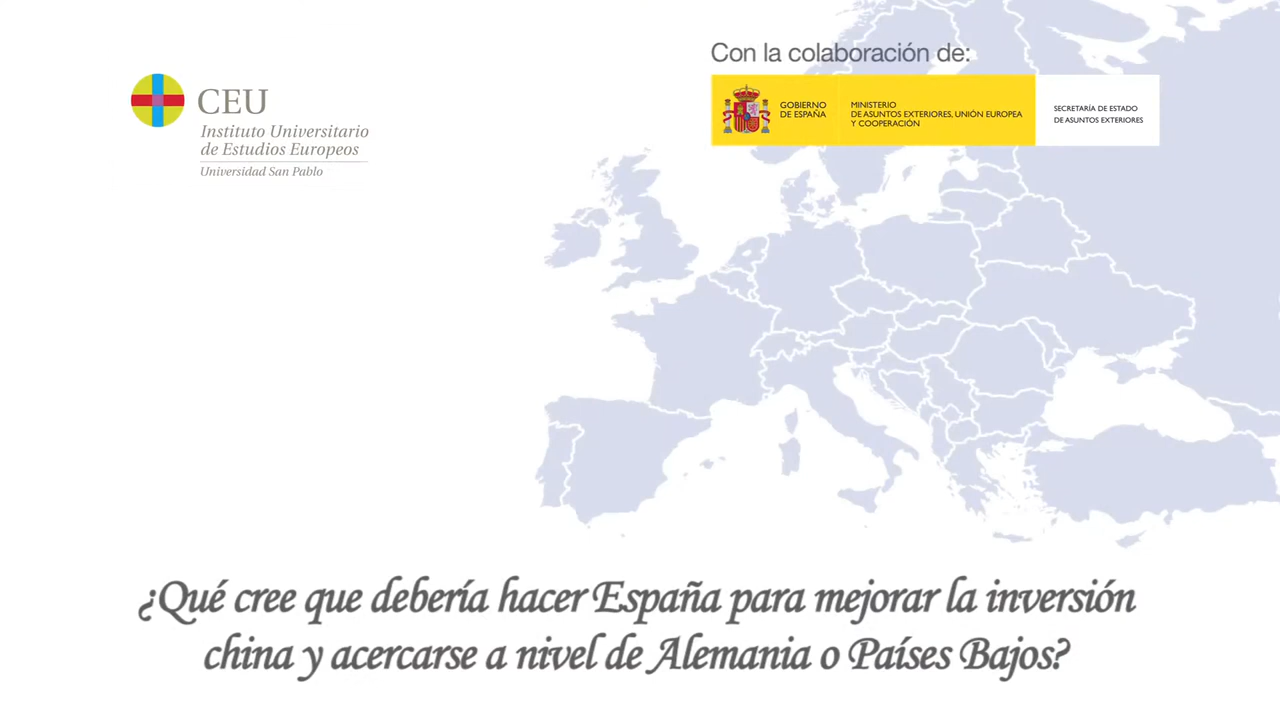 CEU
Instituto Universitario
de Estudios Europeos
Universidad San Pablo
Con la colaboración de:
GOBIERNO
DE ESPAÑA
MINISTERIO
DE ASUNTOS EXTERIORES, UNIÓN EUROPEA
Y COOPERACIÓN
SECRETARÍA DE ESTADO
DE ASUNTOS EXTERIORES
¿Qué cree que debería hacer España para mejorar la inversión
china y acercarse a nivel de Alemania o Países Bajos?